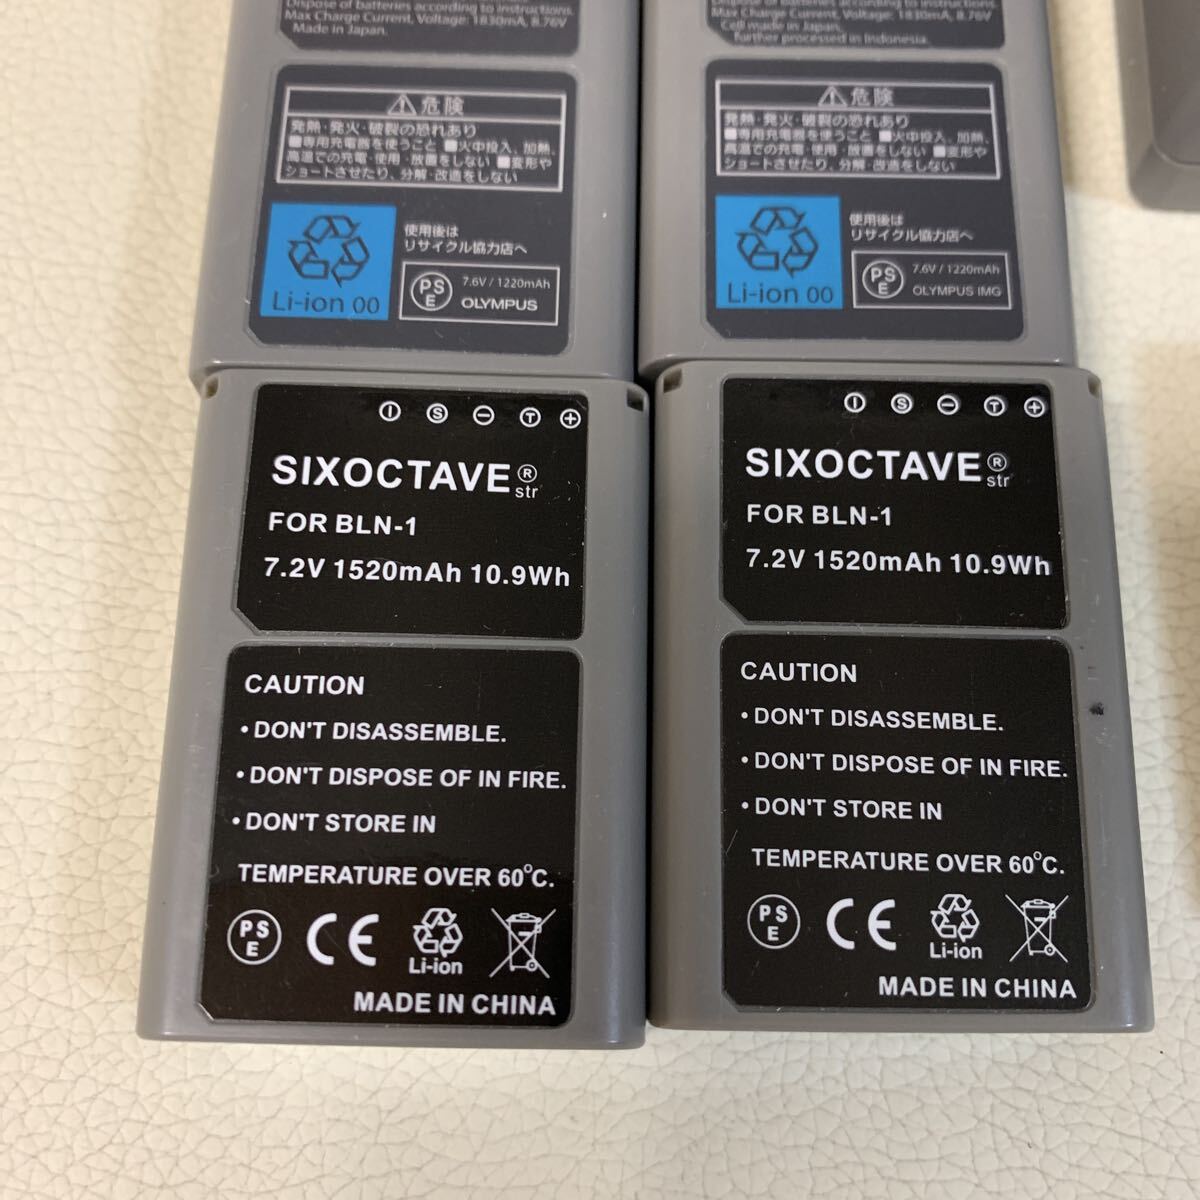 Dispose of batteries according to instructions.
Max Charge Current, Voltage: 1830mA, 8.76V
Made in Japan.
危険
発熱・発火・破裂の恐れあり
■専用充電器を使うこと ■火中投入、加熱、
高温での充電・使用・放置をしない ■変形や
ショートさせたり、分解・改造をしない
Li-ion 00
使用後は
リサイクル協力店へ
PSE
7.6V / 1220mAh
OLYMPUS
Dispose of batteries according to instructions.
Max Charge Current, Voltage: 1830mA, 8.76V
Cell made in Japan,
further processed in Indonesia.
危険
発熱・発火・破裂の恐れあり
■専用充電器を使うこと ■火中投入、加熱、
高温での充電・使用・放置をしない ■変形や
ショートさせたり、分解・改造をしない
Li-ion 00
使用後は
リサイクル協力店へ
PSE
7.6V / 1220mAh
OLYMPUS IMG
I S − T +
SIXOCTAVE®
str
FOR BLN-1
7.2V 1520mAh 10.9Wh
CAUTION
• DON'T DISASSEMBLE.
• DON'T DISPOSE OF IN FIRE.
• DON'T STORE IN
TEMPERATURE OVER 60°C.
PSE CE
Li-ion
MADE IN CHINA
I S − T +
SIXOCTAVE®
str
FOR BLN-1
7.2V 1520mAh 10.9Wh
CAUTION
• DON'T DISASSEMBLE.
• DON'T DISPOSE OF IN FIRE.
• DON'T STORE IN
TEMPERATURE OVER 60°C.
PSE CE
Li-ion
MADE IN CHINA